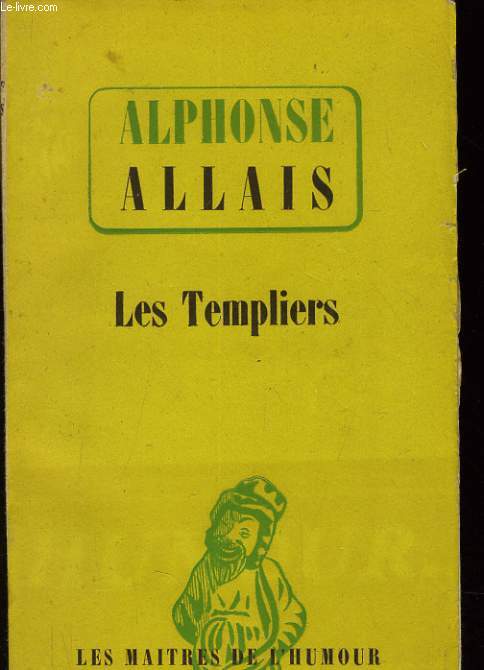 Le-livre.com
ALPHONSE
ALLAIS
Les Templiers
LES MAITRES DE L'HUMOUR